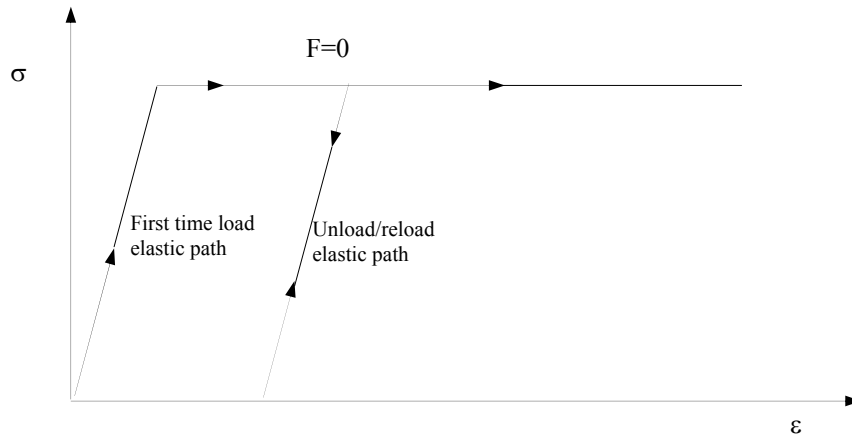 F=0
σ
First time load
elastic path
Unload/reload
elastic path
ε